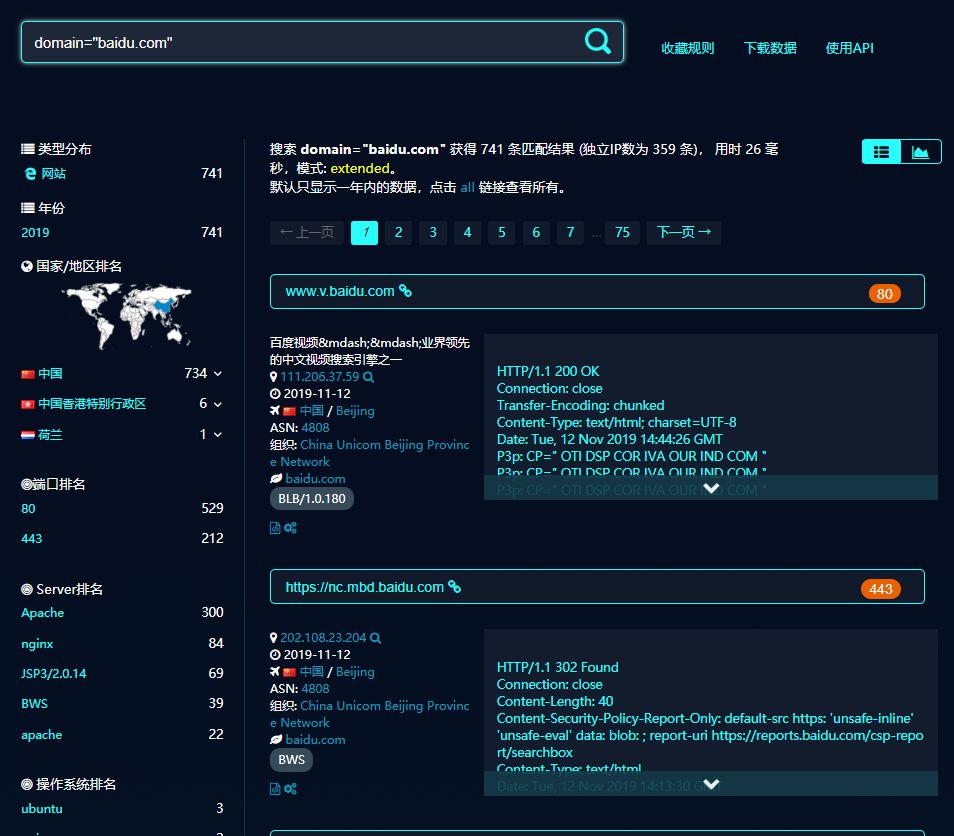 domain="baidu.com"
收藏规则 下载数据 使用API
类型分布
网站 741
年份
2019 741
国家/地区排名
中国 734
中国香港特别行政区 6
荷兰 1
端口排名
80 529
443 212
Server排名
Apache 300
nginx 84
JSP3/2.0.14 69
BWS 39
apache 22
操作系统排名
ubuntu 3
搜索 domain="baidu.com" 获得 741 条匹配结果 (独立IP数为 359 条)， 用时 26 毫
秒，模式: extended。
默认只显示一年内的数据，点击 all 链接查看所有。
← 上一页 1 2 3 4 5 6 7 ... 75 下一页 →
www.v.baidu.com 80
百度视频&mdash;&mdash;业界领先
的中文视频搜索引擎之一
111.206.37.59
2019-11-12
中国 / Beijing
ASN: 4808
组织: China Unicom Beijing Provinc
e Network
baidu.com
BLB/1.0.180
HTTP/1.1 200 OK
Connection: close
Transfer-Encoding: chunked
Content-Type: text/html; charset=UTF-8
Date: Tue, 12 Nov 2019 14:44:26 GMT
P3p: CP=" OTI DSP COR IVA OUR IND COM "
P3p: CP=" OTI DSP COR IVA OUR IND COM "
P3p: CP=" OTI DSP COR IVA OUR IND COM "
https://nc.mbd.baidu.com 443
202.108.23.204
2019-11-12
中国 / Beijing
ASN: 4808
组织: China Unicom Beijing Provinc
e Network
baidu.com
BWS
HTTP/1.1 302 Found
Connection: close
Content-Length: 40
Content-Security-Policy-Report-Only: default-src https: 'unsafe-inline'
'unsafe-eval' data: blob: ; report-uri https://reports.baidu.com/csp-repo
rt/searchbox
Content-Type: text/html
Date: Tue, 12 Nov 2019 14:13:30 GMT